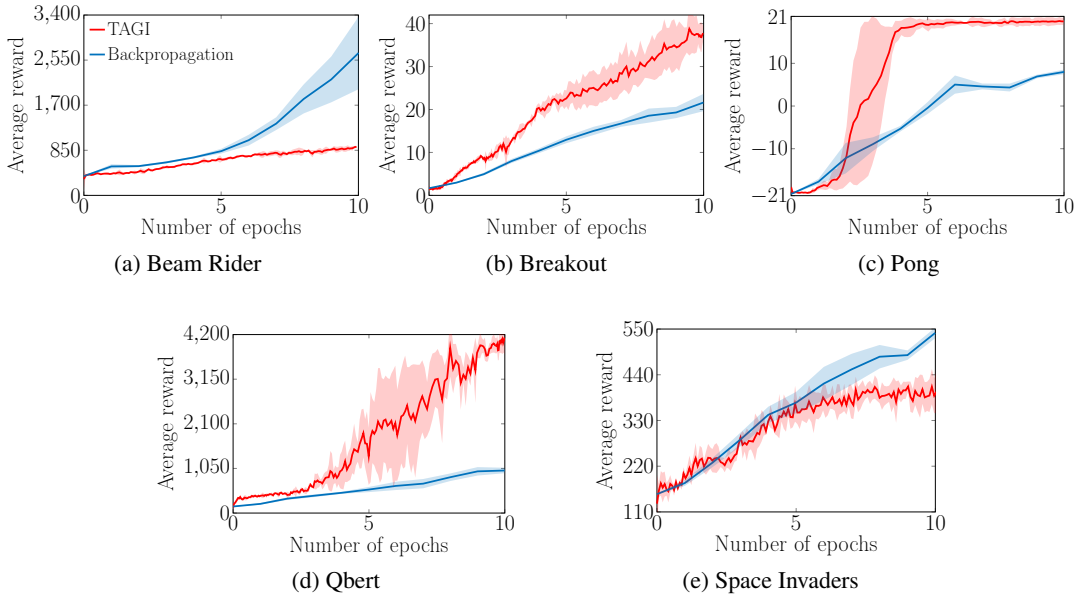 3,400
2,550
1,700
850
0
0
5
10
Average reward
Number of epochs
TAGI
Backpropagation
(a) Beam Rider
40
30
20
10
0
0
5
10
Average reward
Number of epochs
(b) Breakout
21
10
0
−10
−21
0
5
10
Average reward
Number of epochs
(c) Pong
4,200
3,150
2,100
1,050
0
0
5
10
Average reward
Number of epochs
(d) Qbert
550
440
330
220
110
0
5
10
Average reward
Number of epochs
(e) Space Invaders